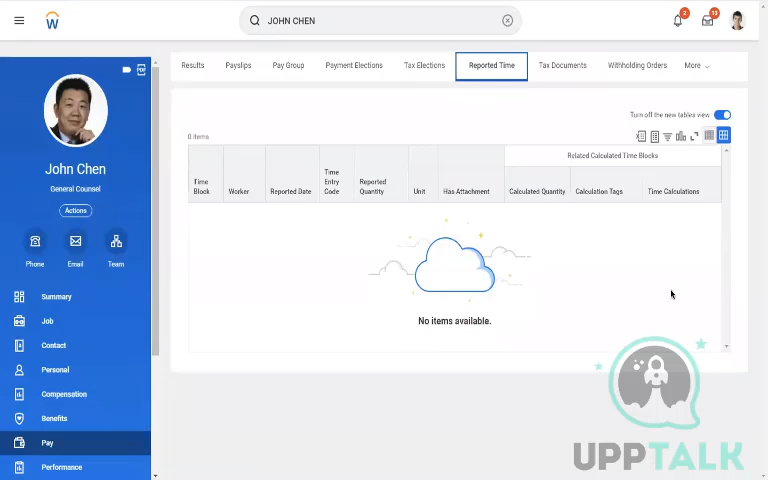 W
JOHN CHEN
2
13
PDF
John Chen
General Counsel
Actions
Phone Email Team
Summary
Job
Contact
Personal
Compensation
Benefits
Pay
Performance
Results Payslips Pay Group Payment Elections Tax Elections Reported Time Tax Documents Withholding Orders More
Turn off the new tables view
0 items
Related Calculated Time Blocks
Time Block Worker Reported Date Time Entry Code Reported Quantity Unit Has Attachment Calculated Quantity Calculation Tags Time Calculations
No items available.
UPPTALK